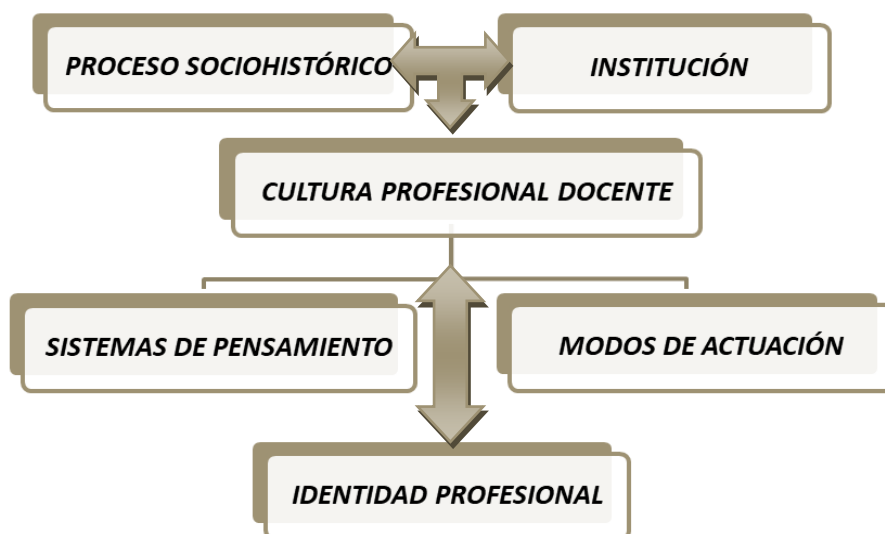 PROCESO SOCIOHISTÓRICO
INSTITUCIÓN
CULTURA PROFESIONAL DOCENTE
SISTEMAS DE PENSAMIENTO
MODOS DE ACTUACIÓN
IDENTIDAD PROFESIONAL